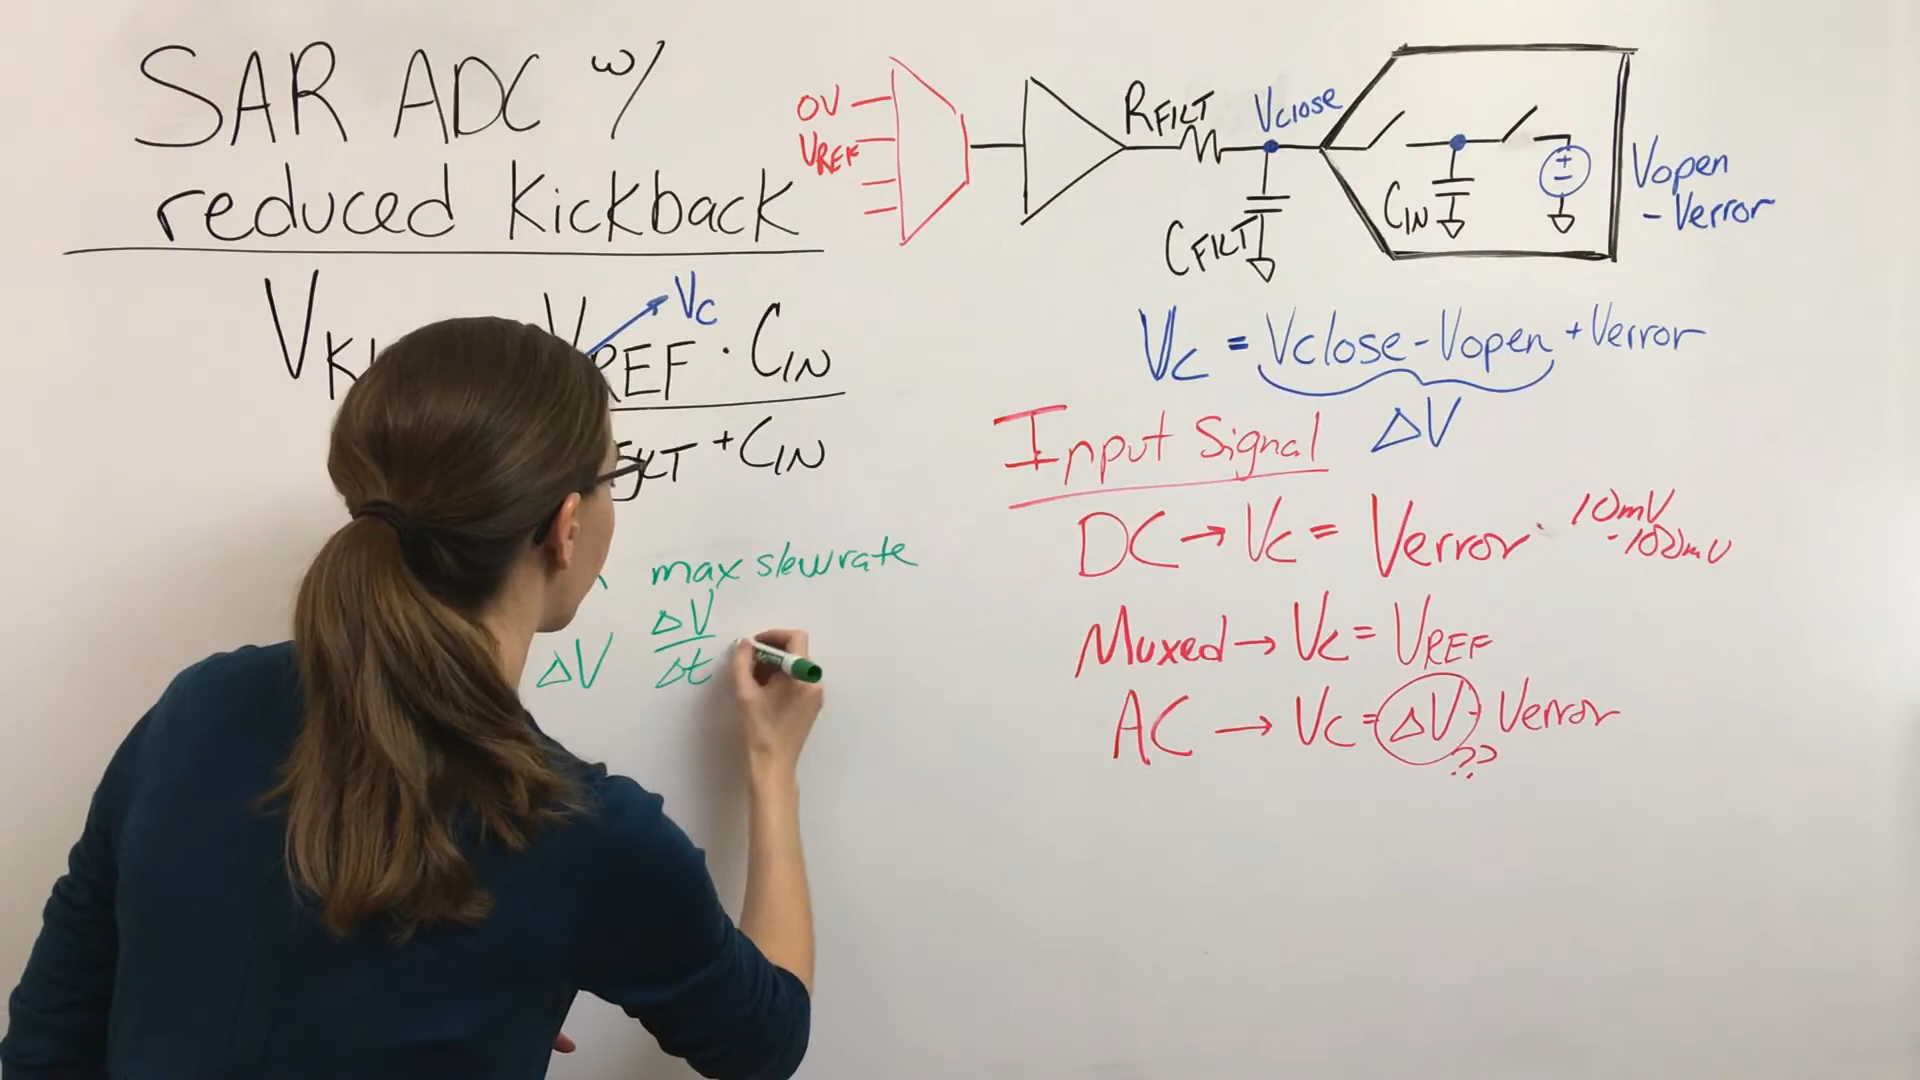 SAR ADC w/
reduced Kickback
VC
VREF · CIN
+ CIN
max slewrate
ΔV
ΔV
Δt
0V
VREF
RFILT
Vclose
CFILT
CIN
+
-
Vopen
- Verror
VC = Vclose - Vopen + Verror
ΔV
Input Signal
DC → VC = Verror
10mV
-100mV
Muxed → VC = VREF
AC → VC = ΔV - Verror
??